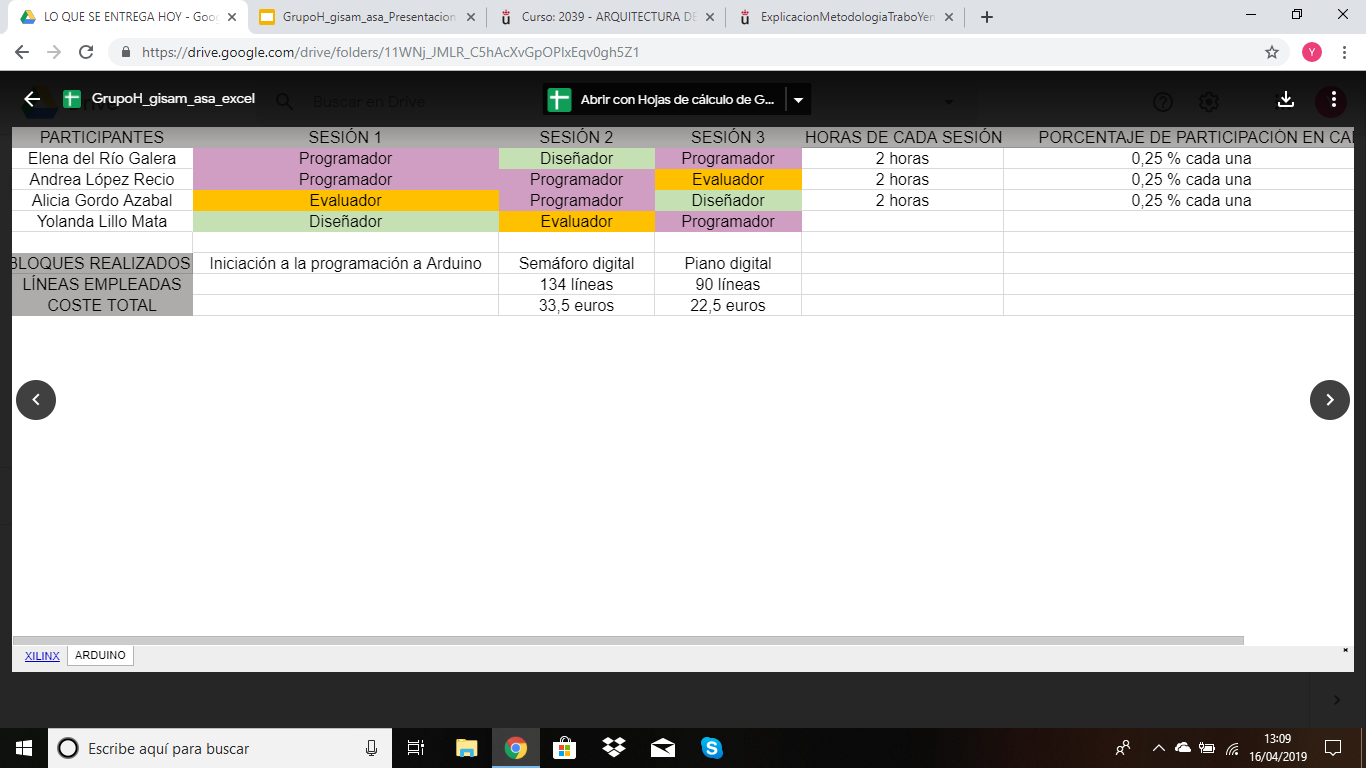 LO QUE SE ENTREGA HOY - Goog
GrupoH_gisam_asa_Presentacion
Curso: 2039 - ARQUITECTURA DE
ExplicacionMetodologiaTraboYen
https://drive.google.com/drive/folders/11WNj_JMLR_C5hAcXvGpOPlxEqv0gh5Z1
Y
GrupoH_gisam_asa_excel
Buscar en Drive
Abrir con Hojas de cálculo de G...
PARTICIPANTES SESIÓN 1 SESIÓN 2 SESIÓN 3 HORAS DE CADA SESIÓN PORCENTAJE DE PARTICIPACIÓN EN CA
Elena del Río Galera Programador Diseñador Programador 2 horas 0,25 % cada una
Andrea López Recio Programador Programador Evaluador 2 horas 0,25 % cada una
Alicia Gordo Azabal Evaluador Programador Diseñador 2 horas 0,25 % cada una
Yolanda Lillo Mata Diseñador Evaluador Programador
BLOQUES REALIZADOS Iniciación a la programación a Arduino Semáforo digital Piano digital
LÍNEAS EMPLEADAS 134 líneas 90 líneas
COSTE TOTAL 33,5 euros 22,5 euros
XILINX ARDUINO
Escribe aquí para buscar
13:09
16/04/2019